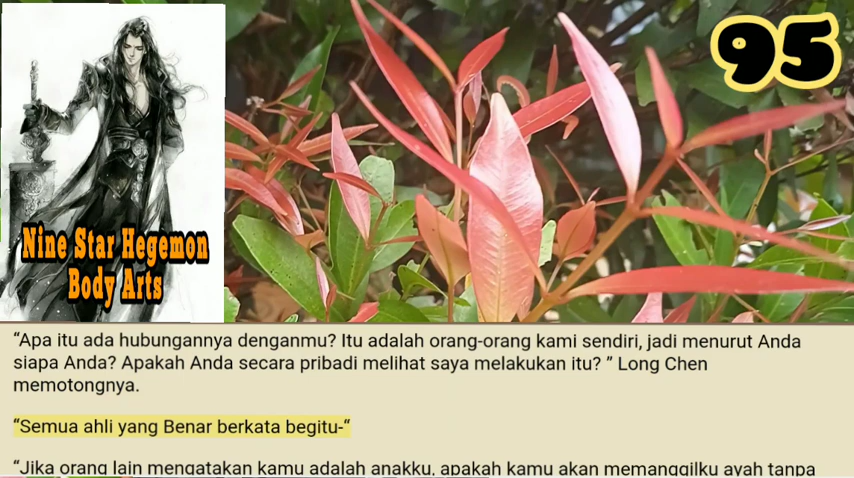 95
Nine Star Hegemon
Body Arts
“Apa itu ada hubungannya denganmu? Itu adalah orang-orang kami sendiri, jadi menurut Anda
siapa Anda? Apakah Anda secara pribadi melihat saya melakukan itu? ” Long Chen
memotongnya.
“Semua ahli yang Benar berkata begitu-“
“Jika orang lain mengatakan kamu adalah anakku, apakah kamu akan memanggilku ayah tanpa